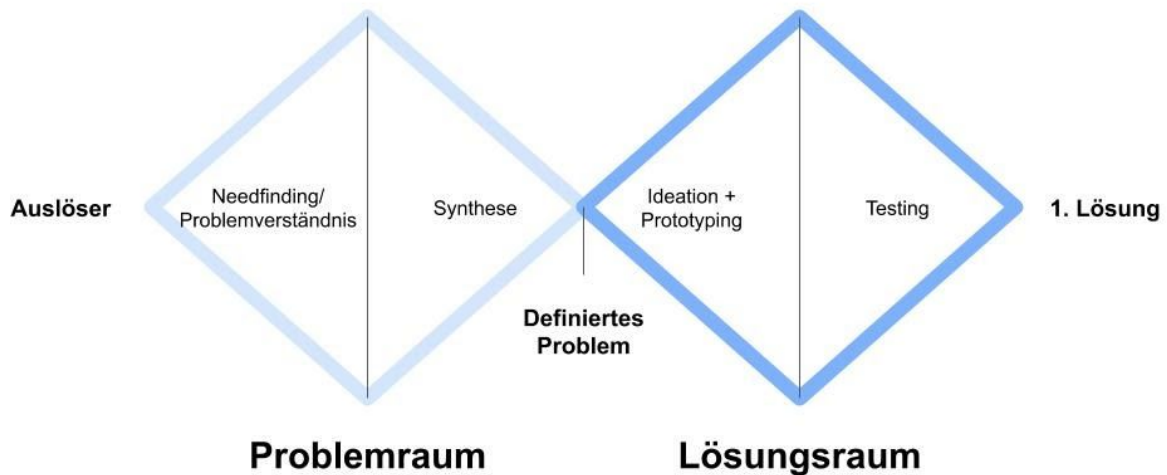 Auslöser
Needfinding/
Problemverständnis
Synthese
Definiertes
Problem
Ideation +
Prototyping
Testing
1. Lösung
Problemraum
Lösungsraum